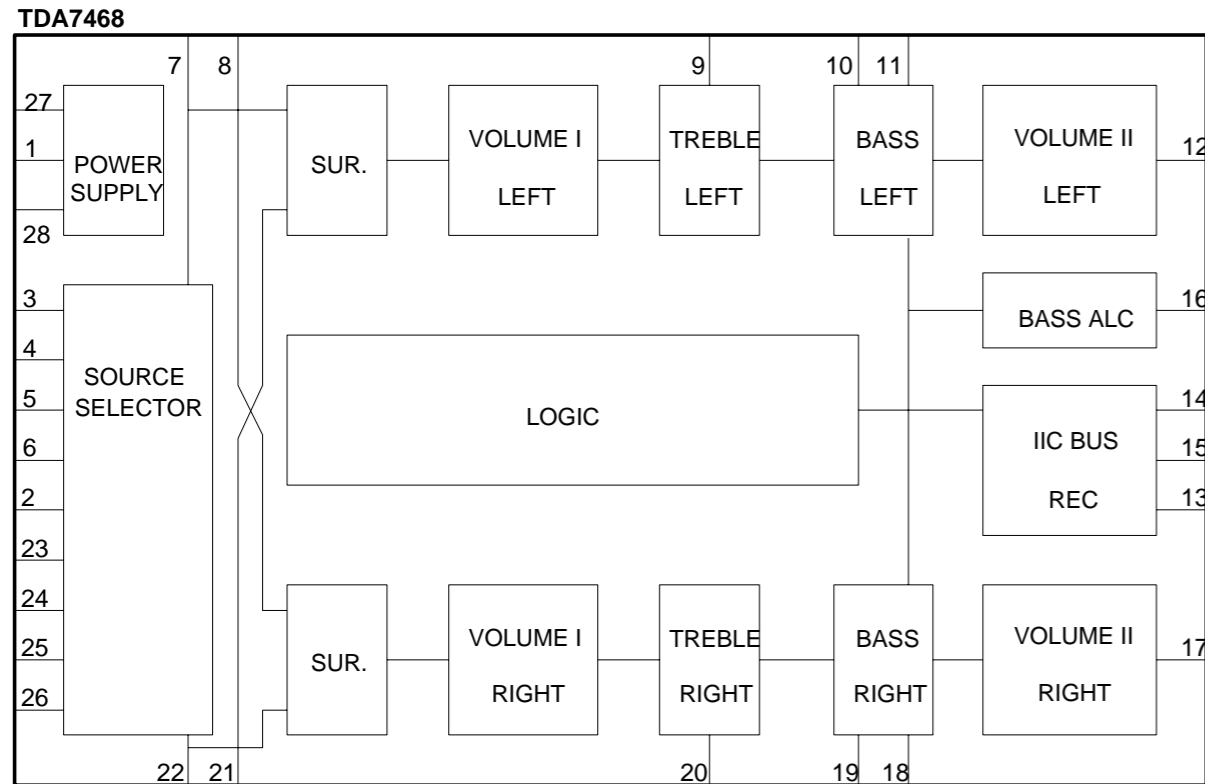 TDA7468
7 8 9 10 11
27
1
28
POWER
SUPPLY
SUR.
VOLUME I
LEFT
TREBLE
LEFT
BASS
LEFT
VOLUME II
LEFT
12
3
4
5
6
2
23
24
25
26
SOURCE
SELECTOR
LOGIC
BASS ALC
16
IIC BUS
REC
14
15
13
SUR.
VOLUME I
RIGHT
TREBLE
RIGHT
BASS
RIGHT
VOLUME II
RIGHT
17
22 21 20 19 18